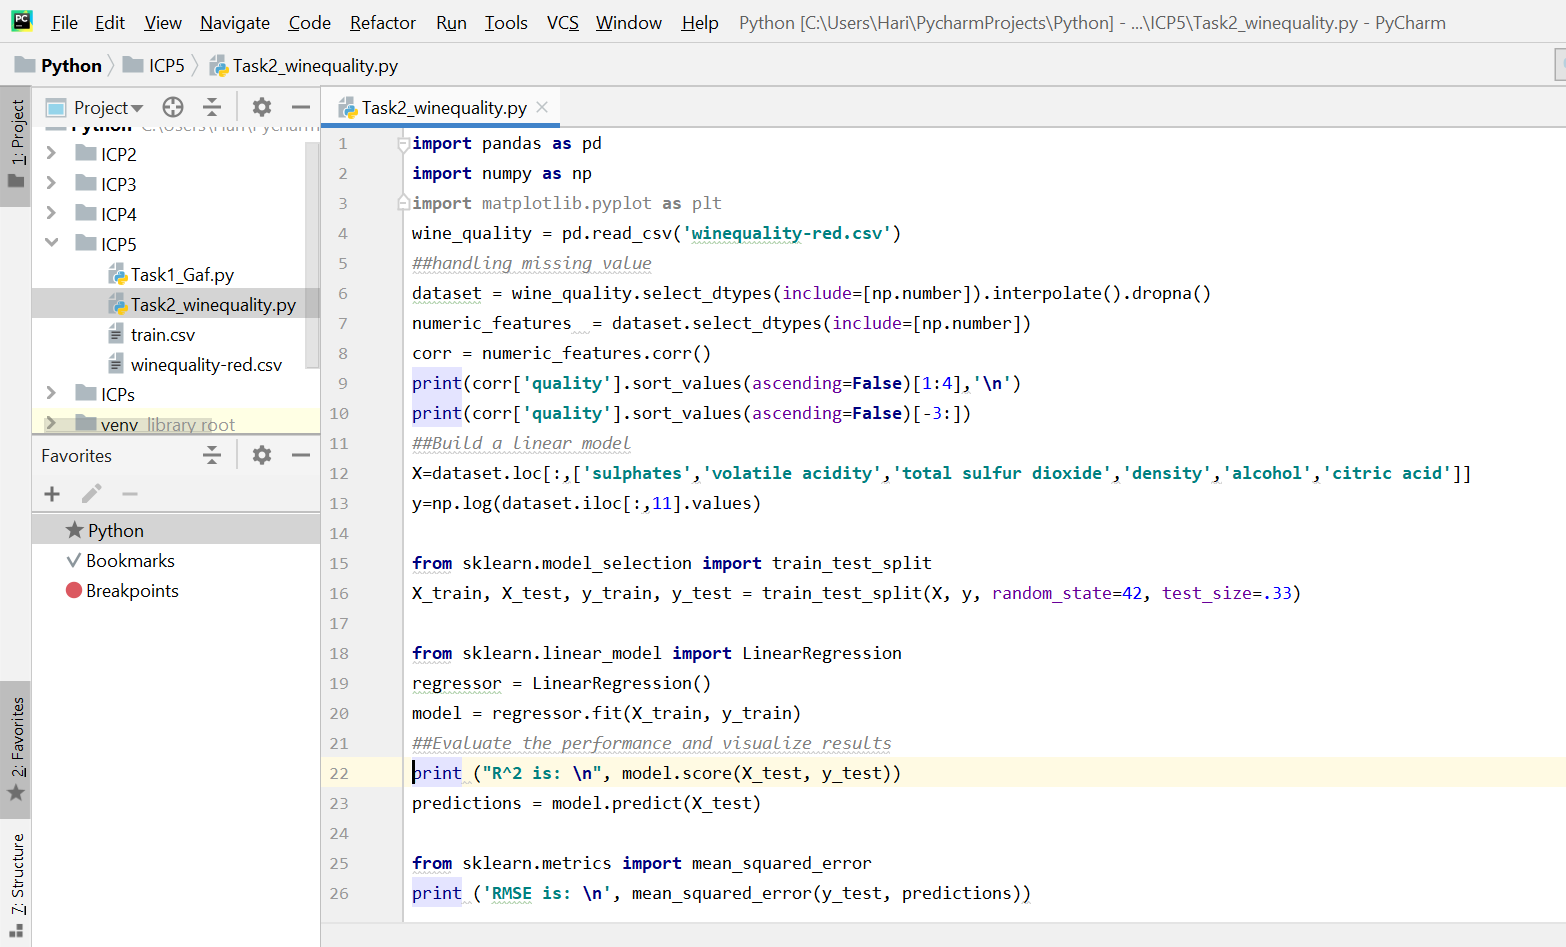 PC File Edit View Navigate Code Refactor Run Tools VCS Window Help Python [C:\Users\Hari\PycharmProjects\Python] - ...\ICP5\Task2_winequality.py - PyCharm
Python ICP5 Task2_winequality.py
1: Project
Project
Python C:\Users\Hari\Pycharm
ICP2
ICP3
ICP4
ICP5
Task1_Gaf.py
Task2_winequality.py
train.csv
winequality-red.csv
ICPs
venv library root
2: Favorites
Favorites
Python
Bookmarks
Breakpoints
7: Structure
Task2_winequality.py
1 import pandas as pd
2 import numpy as np
3 import matplotlib.pyplot as plt
4 wine_quality = pd.read_csv('winequality-red.csv')
5 ##handling missing value
6 dataset = wine_quality.select_dtypes(include=[np.number]).interpolate().dropna()
7 numeric_features  = dataset.select_dtypes(include=[np.number])
8 corr = numeric_features.corr()
9 print(corr['quality'].sort_values(ascending=False)[1:4],'\n')
10 print(corr['quality'].sort_values(ascending=False)[-3:])
11 ##Build a linear model
12 X=dataset.loc[:,['sulphates','volatile acidity','total sulfur dioxide','density','alcohol','citric acid']]
13 y=np.log(dataset.iloc[:,11].values)
14
15 from sklearn.model_selection import train_test_split
16 X_train, X_test, y_train, y_test = train_test_split(X, y, random_state=42, test_size=.33)
17
18 from sklearn.linear_model import LinearRegression
19 regressor = LinearRegression()
20 model = regressor.fit(X_train, y_train)
21 ##Evaluate the performance and visualize results
22 print ("R^2 is: \n", model.score(X_test, y_test))
23 predictions = model.predict(X_test)
24
25 from sklearn.metrics import mean_squared_error
26 print ('RMSE is: \n', mean_squared_error(y_test, predictions))